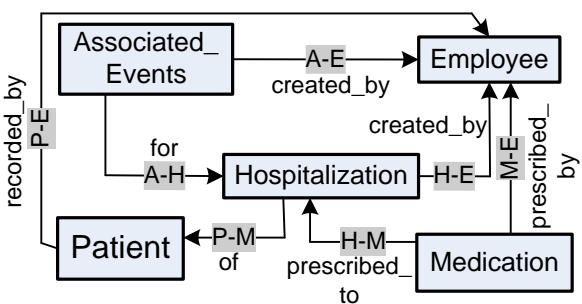 Associated_
Events
Employee
A-E
created_by
recorded_by
P-E
for
A-H
created_by
Hospitalization
H-E
M-E
prescribed_
by
Patient
P-M
of
H-M
prescribed_
to
Medication